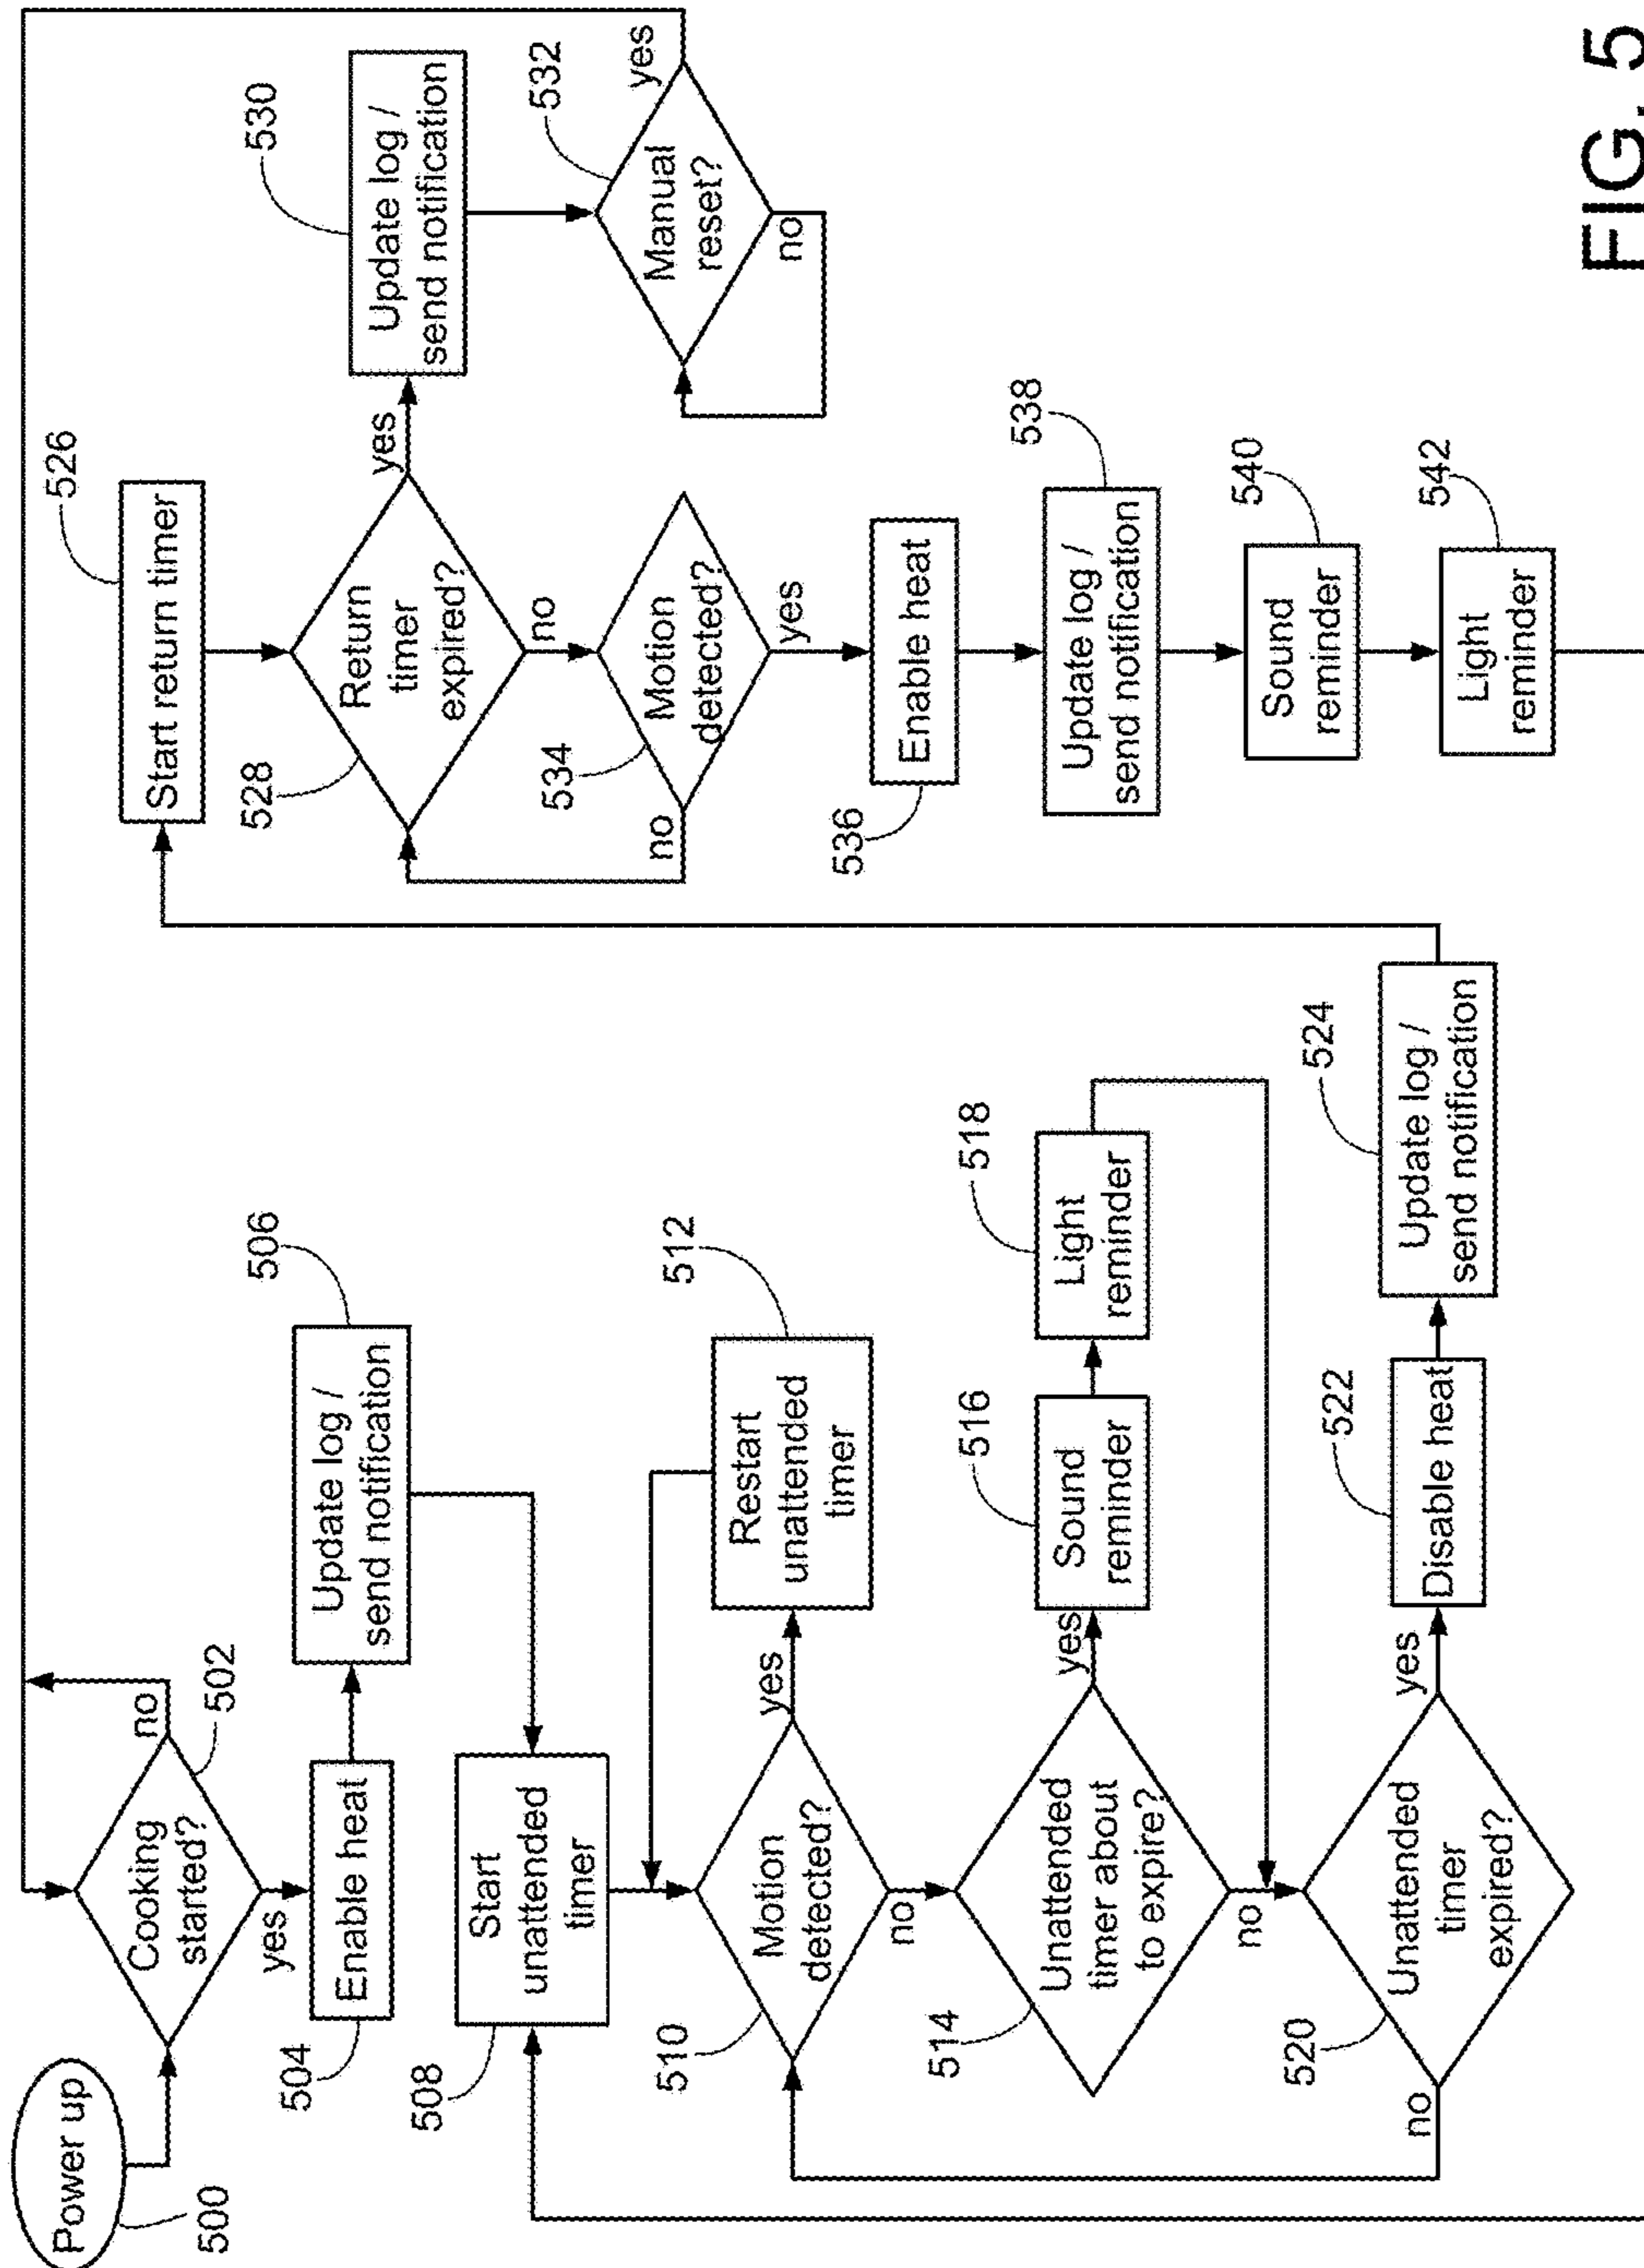 Power up
500
Cooking
started?
502
no
yes
Enable heat
504
Update log /
send notification
506
Start
unattended
timer
508
Motion
detected?
510
yes
no
Restart
unattended
timer
512
Unattended
timer about
to expire?
514
yes
no
Sound
reminder
516
Light
reminder
518
Unattended
timer
expired?
520
no
yes
Disable heat
522
Update log /
send notification
524
Start return timer
526
Return
timer
expired?
528
yes
no
Update log /
send notification
530
Manual
reset?
532
yes
no
Motion
detected?
534
no
yes
Enable heat
536
Update log /
send notification
538
Sound
reminder
540
Light
reminder
542
FIG. 5